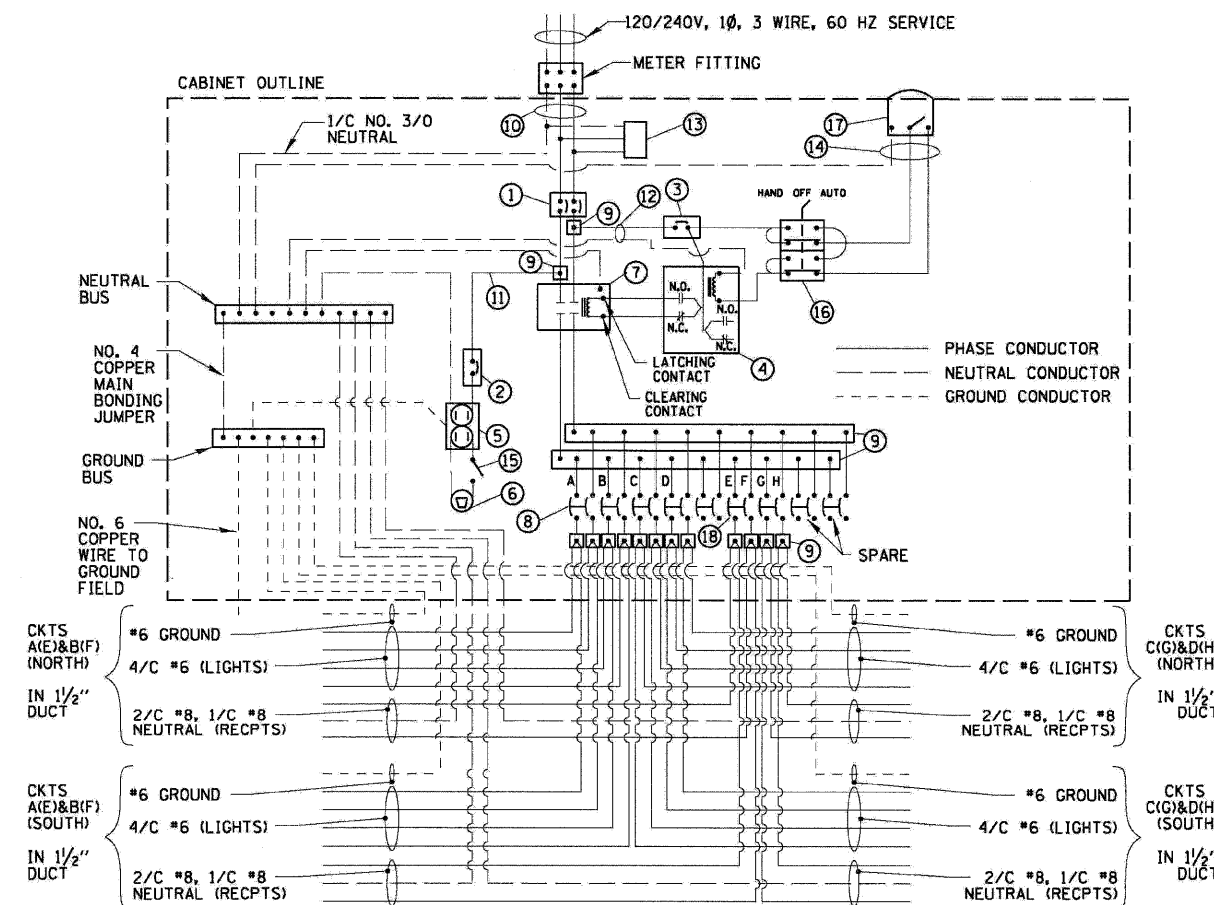 120/240V, 1Ø, 3 WIRE, 60 HZ SERVICE
METER FITTING
CABINET OUTLINE
1/C NO. 3/0
NEUTRAL
10
13
17
14
HAND OFF AUTO
1
9
12
3
9
11
7
N.O.
N.C.
N.O.
N.C.
16
4
NEUTRAL
BUS
LATCHING
CONTACT
CLEARING
CONTACT
PHASE CONDUCTOR
NEUTRAL CONDUCTOR
GROUND CONDUCTOR
NO. 4
COPPER
MAIN
BONDING
JUMPER
2
5
15
6
9
GROUND
BUS
A B C D E F G H
8
18
9
SPARE
NO. 6
COPPER
WIRE TO
GROUND
FIELD
CKTS
A(E)&B(F)
(NORTH)
IN 1½"
DUCT
#6 GROUND
4/C #6 (LIGHTS)
2/C #8, 1/C #8
NEUTRAL (RECPTS)
#6 GROUND
4/C #6 (LIGHTS)
2/C #8, 1/C #8
NEUTRAL (RECPTS)
CKTS
C(G)&D(H
(NORTH
IN 1½"
DUCT
CKTS
A(E)&B(F)
(SOUTH)
IN 1½"
DUCT
#6 GROUND
4/C #6 (LIGHTS)
2/C #8, 1/C #8
NEUTRAL (RECPTS)
#6 GROUND
4/C #6 (LIGHTS)
2/C #8, 1/C #8
NEUTRAL (RECPTS)
CKTS
C(G)&D(H
(SOUTH
IN 1½"
DUCT